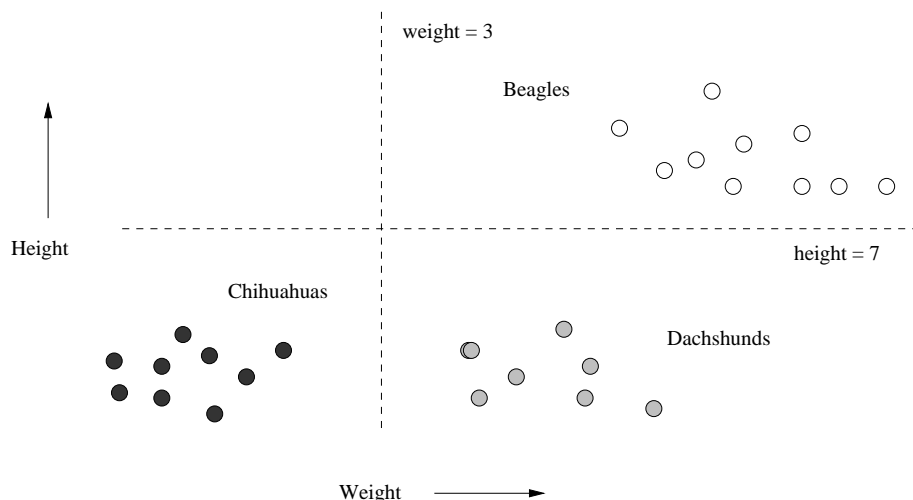 weight = 3
Beagles
Height
height = 7
Chihuahuas
Dachshunds
Weight